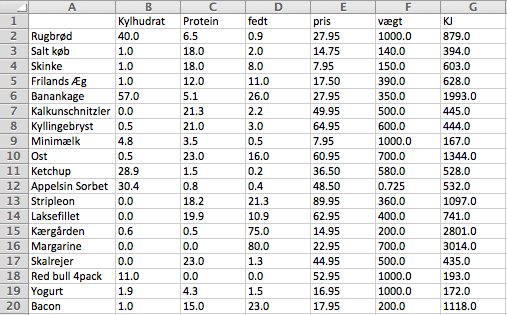 A B C D E F G
1 Kylhudrat Protein fedt pris vægt KJ
2 Rugbrød 40.0 6.5 0.9 27.95 1000.0 879.0
3 Salt køb 1.0 18.0 2.0 14.75 140.0 394.0
4 Skinke 1.0 18.0 8.0 7.95 150.0 603.0
5 Frilands Æg 1.0 12.0 11.0 17.50 390.0 628.0
6 Banankage 57.0 5.1 26.0 27.95 350.0 1993.0
7 Kalkunschnitzler 0.0 21.3 2.2 49.95 500.0 445.0
8 Kyllingebryst 0.5 21.0 3.0 64.95 600.0 444.0
9 Minimælk 4.8 3.5 0.5 7.95 1000.0 167.0
10 Ost 0.5 23.0 16.0 60.95 700.0 1344.0
11 Ketchup 28.9 1.5 0.2 36.50 580.0 528.0
12 Appelsin Sorbet 30.4 0.8 0.4 48.50 0.725 532.0
13 Stripleon 0.0 18.2 21.3 89.95 360.0 1097.0
14 Laksefillet 0.0 19.9 10.9 62.95 400.0 741.0
15 Kærgården 0.6 0.5 75.0 14.95 200.0 2801.0
16 Margarine 0.0 0.0 80.0 22.95 700.0 3014.0
17 Skalrejer 0.0 23.0 1.3 44.95 500.0 435.0
18 Red bull 4pack 11.0 0.0 0.0 52.95 1000.0 193.0
19 Yogurt 1.9 4.3 1.5 16.95 1000.0 172.0
20 Bacon 1.0 15.0 23.0 17.95 200.0 1118.0